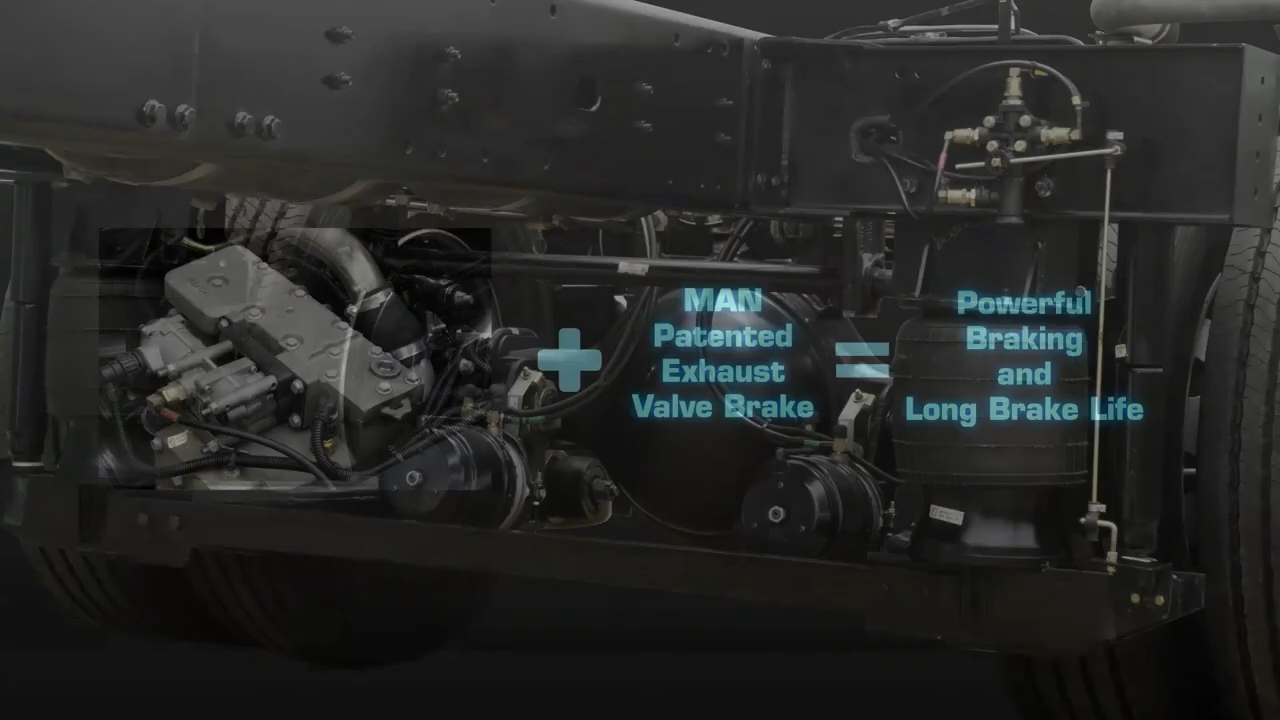 MAN
Patented
Exhaust
Valve Brake
Powerful
Braking
and
Long Brake Life